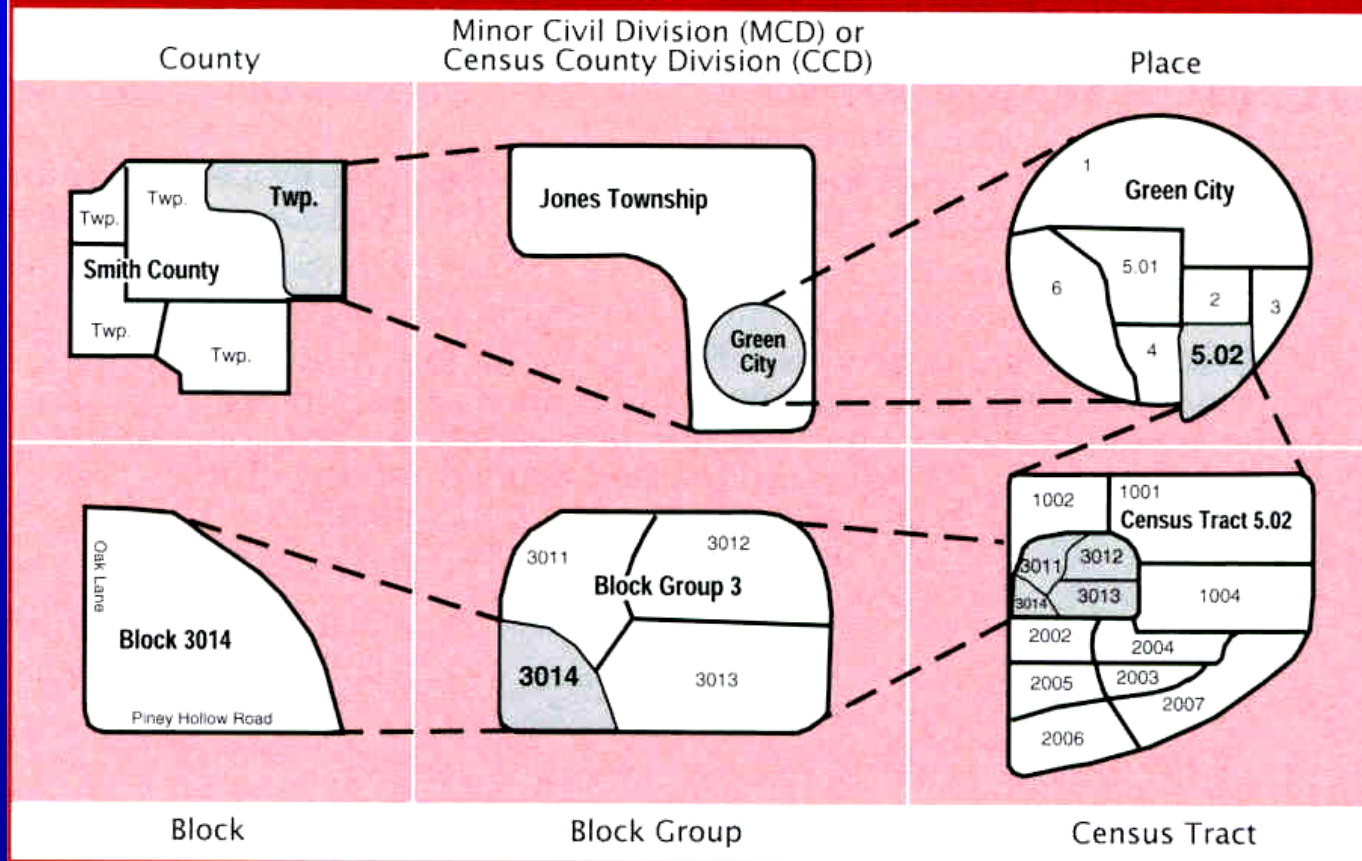 County
Minor Civil Division (MCD) or
Census County Division (CCD)
Place
Twp.
Twp.
Twp.
Smith County
Twp.
Twp.
Jones Township
Green
City
1
Green City
5.01
6
2
3
4
5.02
Oak Lane
Block 3014
Piney Hollow Road
3011
3012
Block Group 3
3014
3013
1002
1001
Census Tract 5.02
3011
3012
3014
3013
1004
2002
2004
2005
2003
2007
2006
Block
Block Group
Census Tract